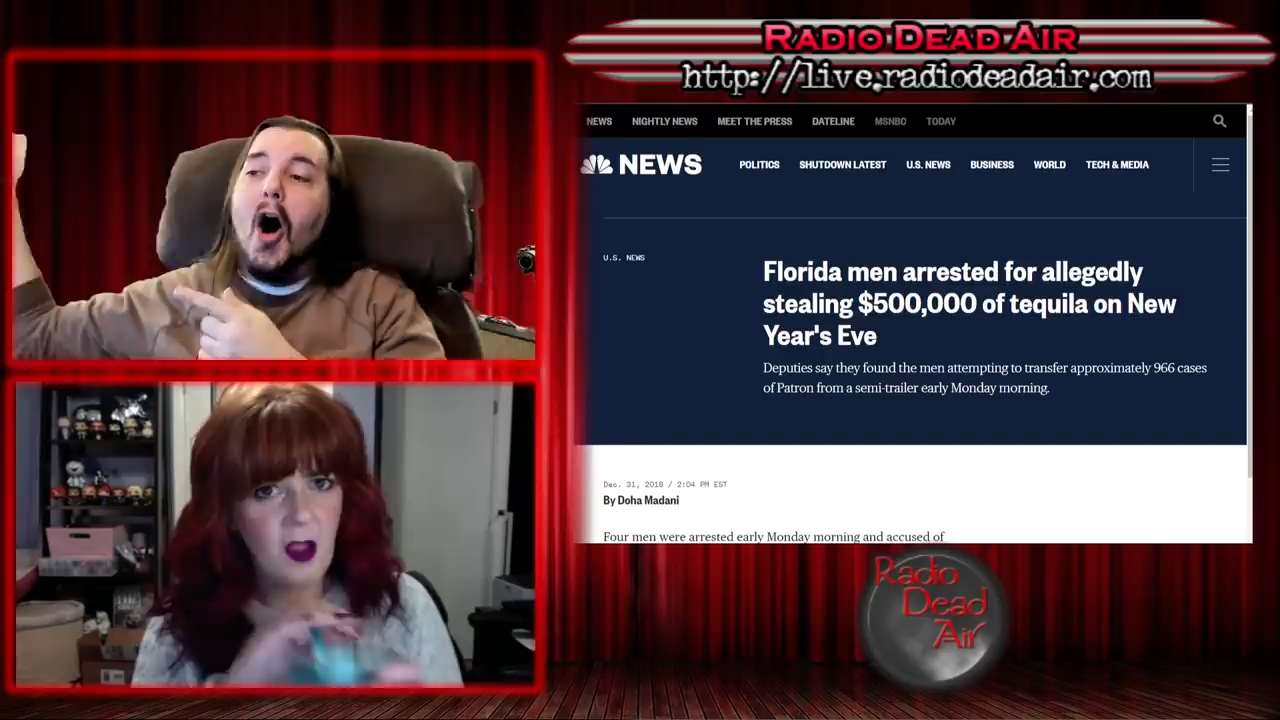 RADIO DEAD AIR
http://live.radiodeadair.com
NEWS NIGHTLY NEWS MEET THE PRESS DATELINE MSNBC TODAY
NEWS POLITICS SHUTDOWN LATEST U.S. NEWS BUSINESS WORLD TECH & MEDIA
U.S. NEWS
Florida men arrested for allegedly
stealing $500,000 of tequila on New
Year's Eve
Deputies say they found the men attempting to transfer approximately 966 cases
of Patron from a semi-trailer early Monday morning.
Dec. 31, 2018 / 2:04 PM EST
By Doha Madani
Four men were arrested early Monday morning and accused of
Radio
Dead
Air